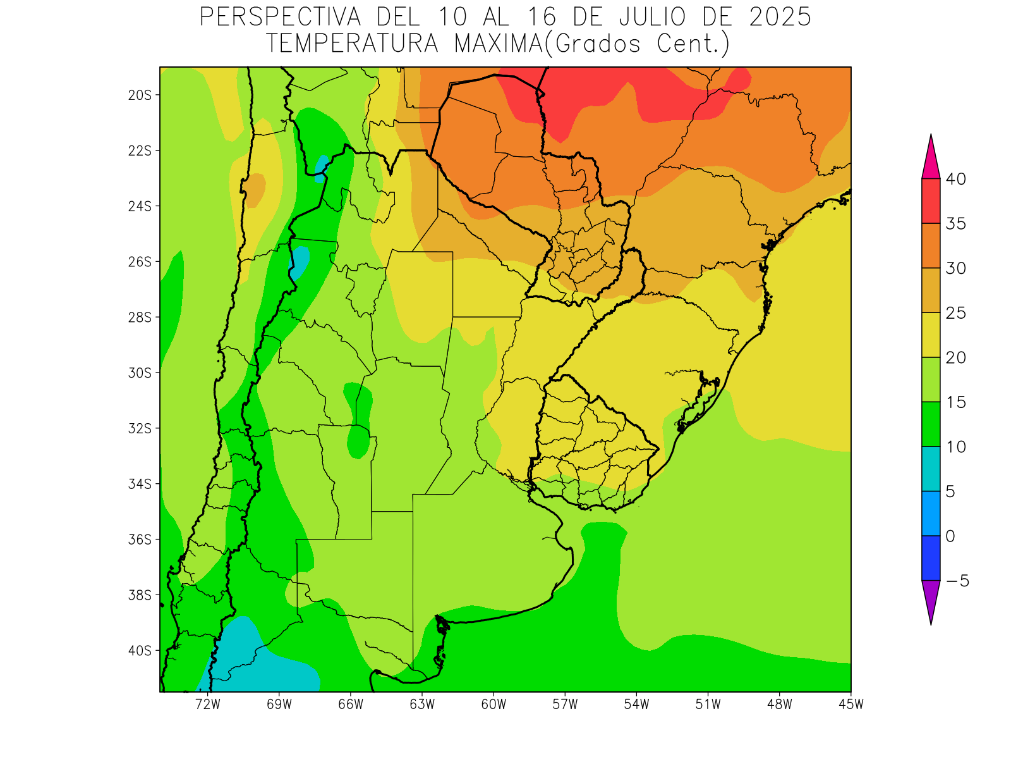 PERSPECTIVA DEL 10 AL 16 DE JULIO DE 2025
TEMPERATURA MAXIMA(Grados Cent.)
20S
22S
24S
26S
28S
30S
32S
34S
36S
38S
40S
72W 69W 66W 63W 60W 57W 54W 51W 48W 45W
40
35
30
25
20
15
10
5
0
−5